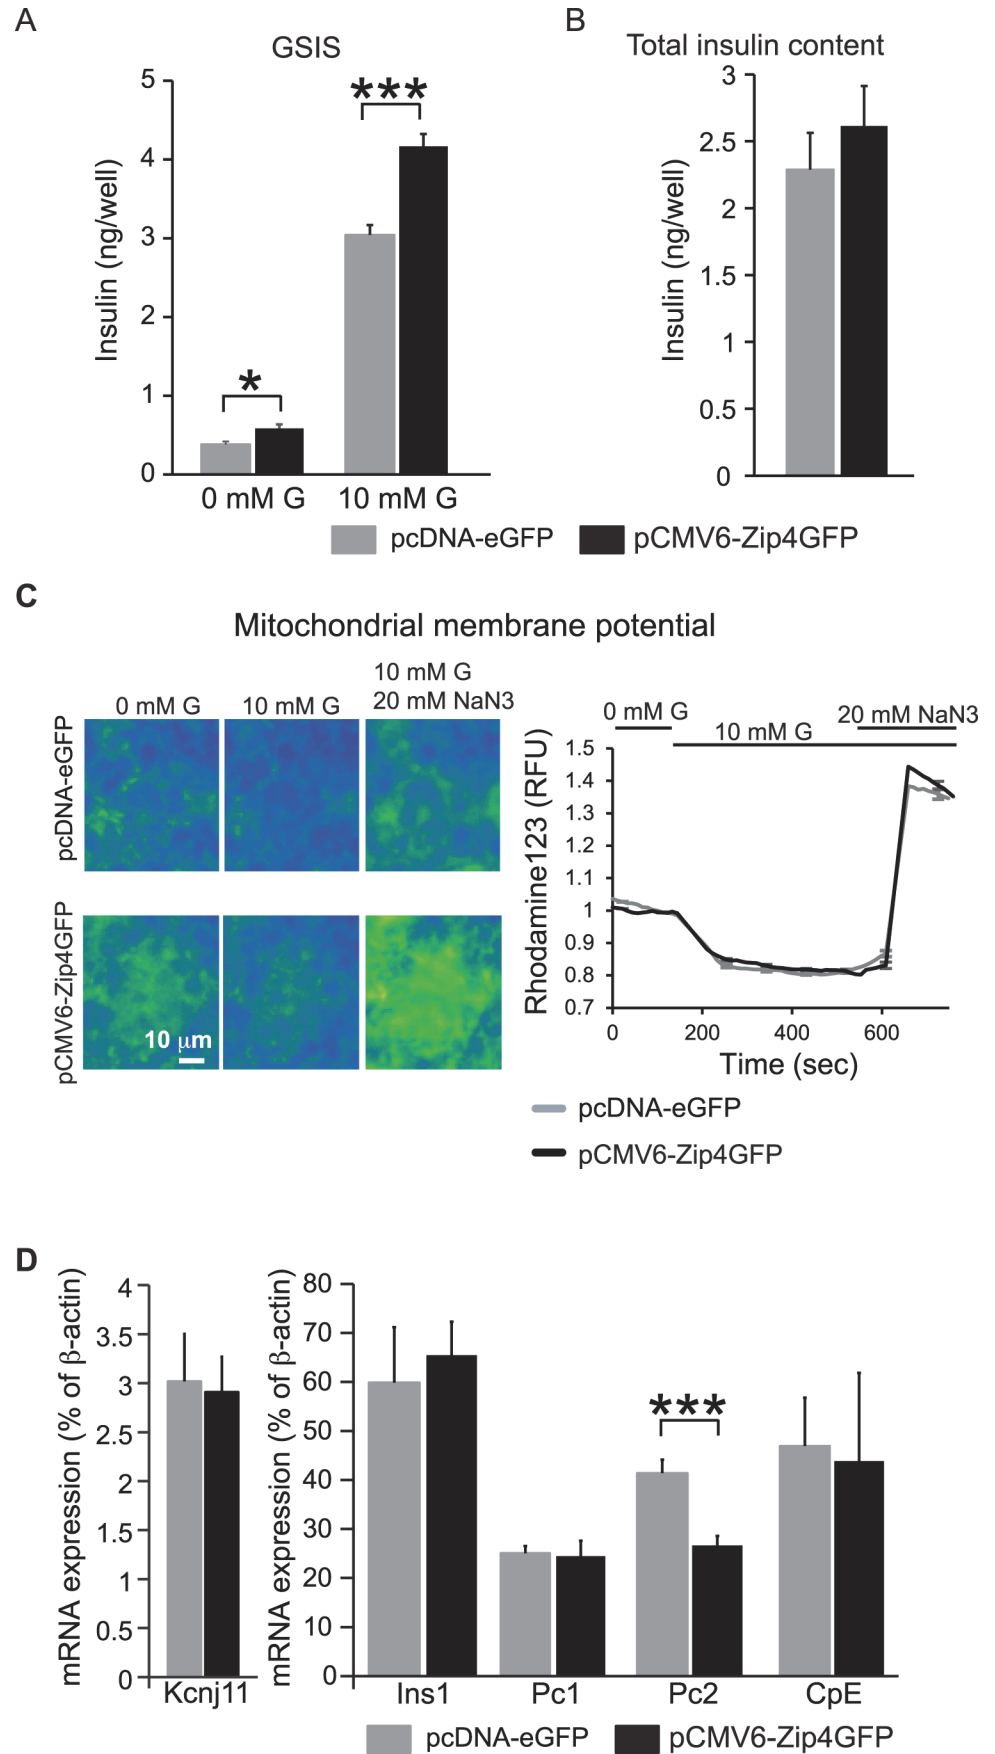 A
GSIS
5
4
3
2
1
0
Insulin (ng/well)
***
*
0 mM G
10 mM G
B
Total insulin content
3
2.5
2
1.5
1
0.5
0
Insulin (ng/well)
pcDNA-eGFP
pCMV6-Zip4GFP
C
Mitochondrial membrane potential
0 mM G
10 mM G
10 mM G
20 mM NaN3
pcDNA-eGFP
pCMV6-Zip4GFP
10 μm
0 mM G
10 mM G
20 mM NaN3
Rhodamine123 (RFU)
1.5
1.4
1.3
1.2
1.1
1
0.9
0.8
0.7
0
200
400
600
Time (sec)
pcDNA-eGFP
pCMV6-Zip4GFP
D
mRNA expression (% of β-actin)
4
3.5
3
2.5
2
1.5
1
0.5
0
Kcnj11
mRNA expression (% of β-actin)
80
70
60
50
40
30
20
10
0
***
Ins1
Pc1
Pc2
CpE
pcDNA-eGFP
pCMV6-Zip4GFP